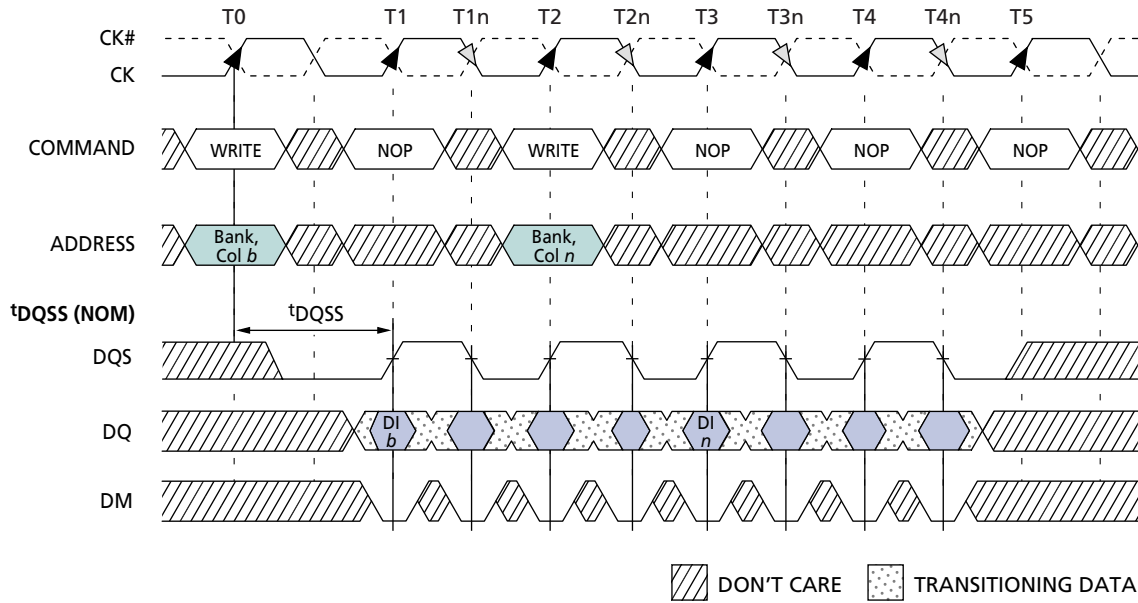 T0 T1 T1n T2 T2n T3 T3n T4 T4n T5
CK#
CK
COMMAND WRITE NOP WRITE NOP NOP NOP
ADDRESS Bank, Col b Bank, Col n
tDQSS (NOM) tDQSS
DQS
DQ DI b DI n
DM
DON'T CARE TRANSITIONING DATA